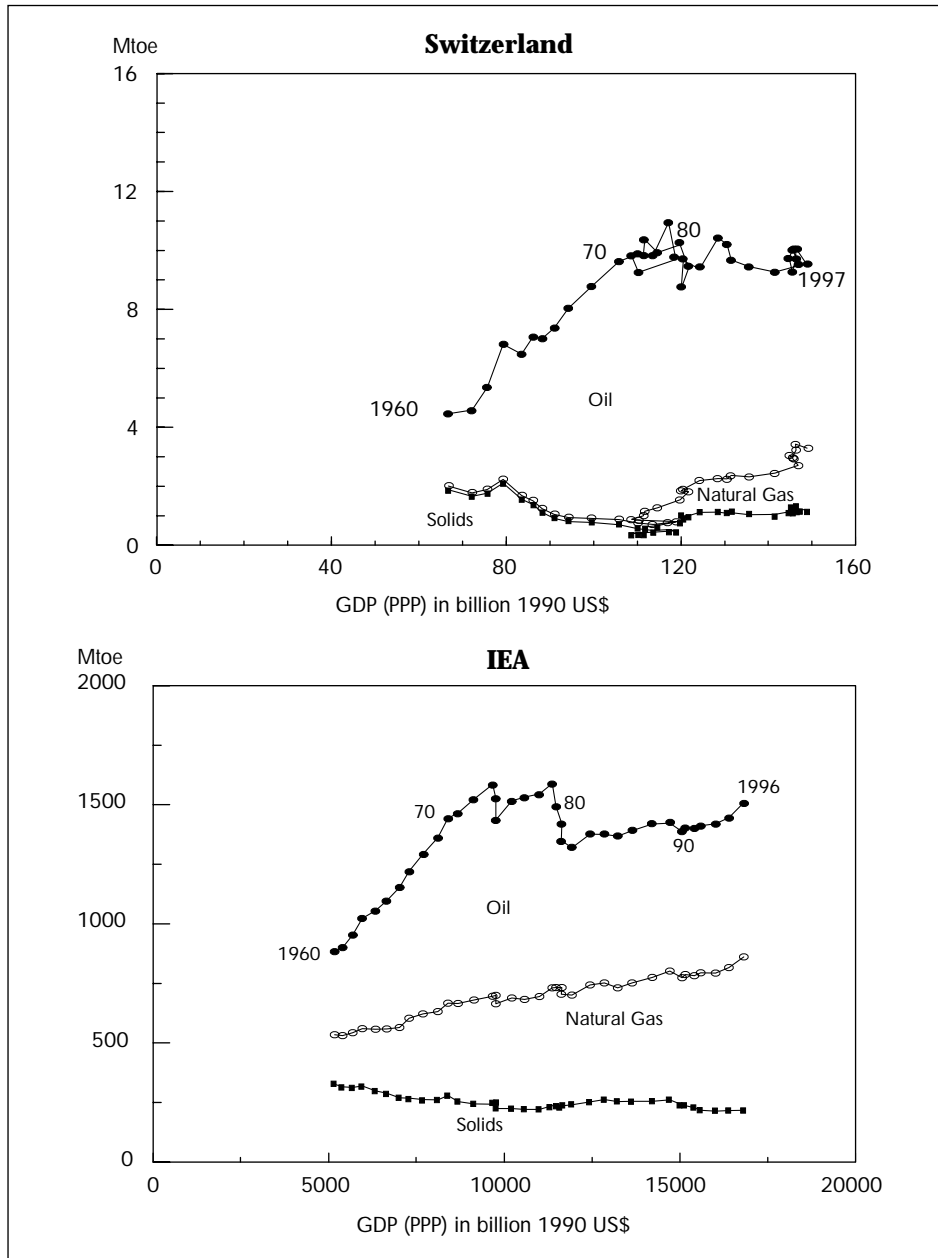 Switzerland
Mtoe
16
12
8
4
0
70
80
1997
1960
Oil
Natural Gas
Solids
0 40 80 120 160
GDP (PPP) in billion 1990 US$
IEA
Mtoe
2000
1500
1000
500
0
1996
70
80
90
Oil
1960
Natural Gas
Solids
0 5000 10000 15000 20000
GDP (PPP) in billion 1990 US$